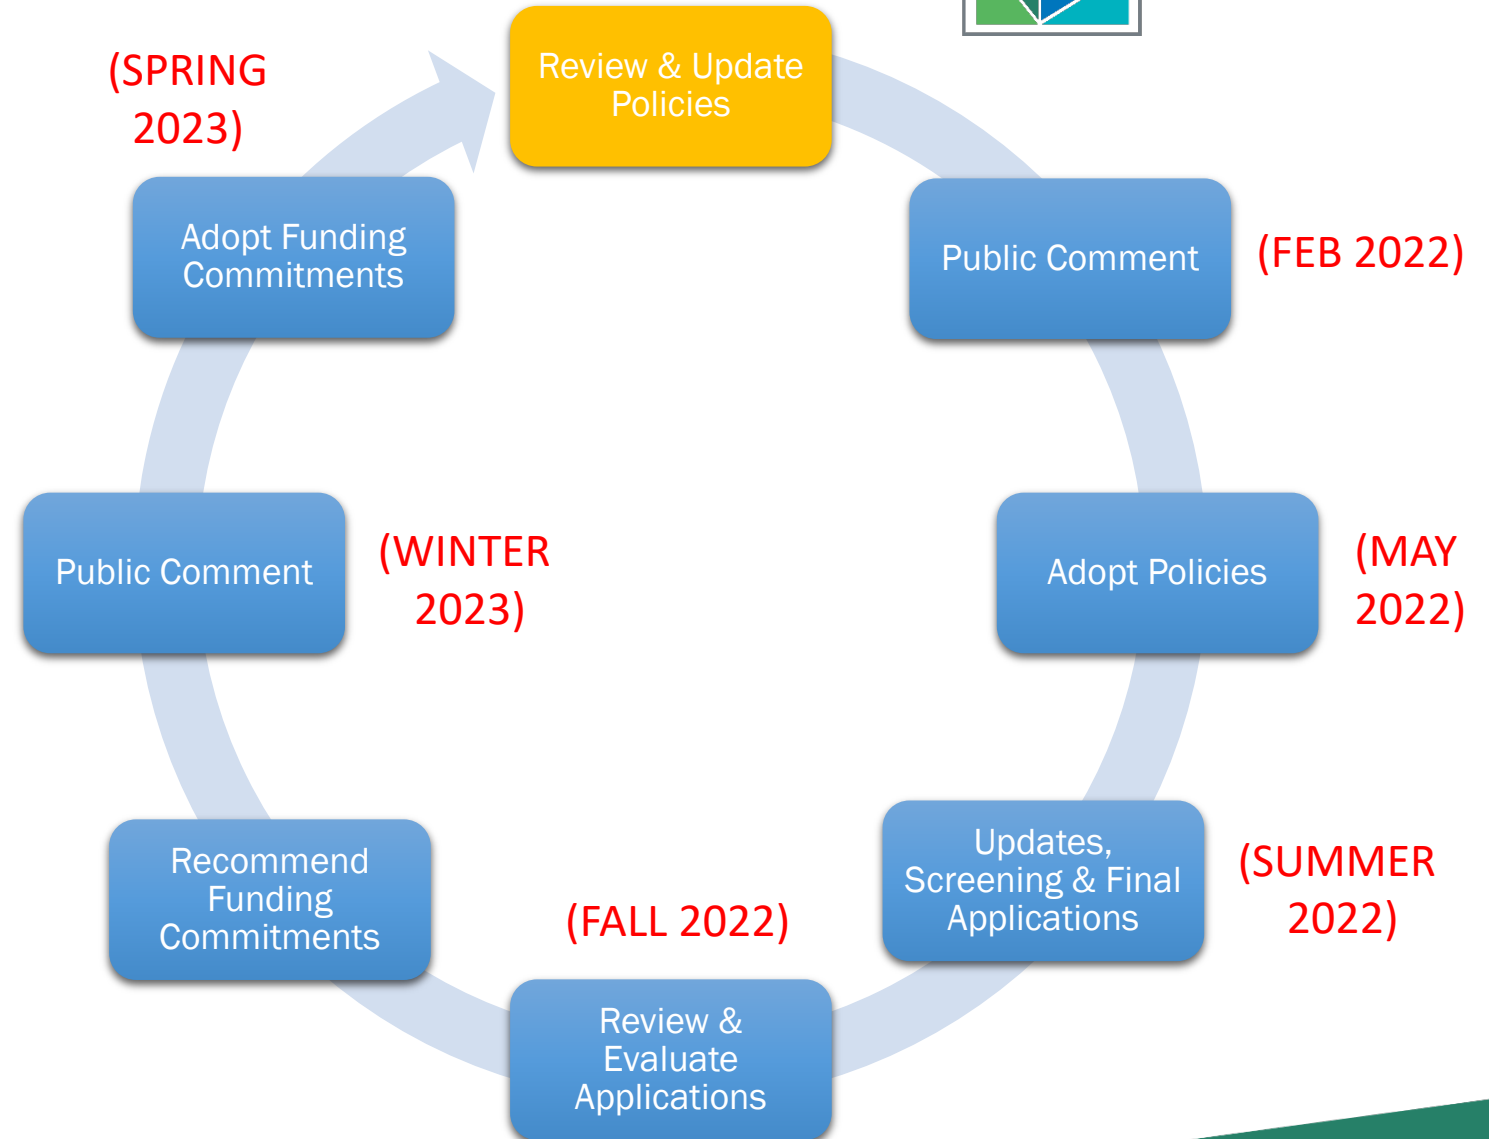 Review & Update
Policies
(SPRING
2023)
Adopt Funding
Commitments
Public Comment
(FEB 2022)
Public Comment
(WINTER
2023)
Adopt Policies
(MAY
2022)
Recommend
Funding
Commitments
(FALL 2022)
Updates,
Screening & Final
Applications
(SUMMER
2022)
Review &
Evaluate
Applications